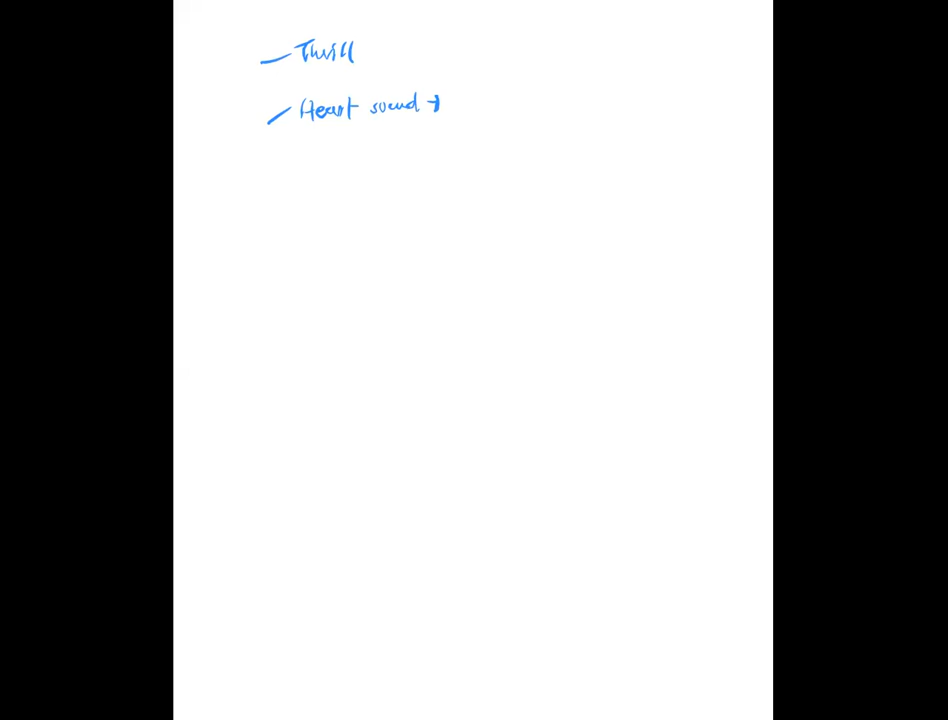 – Thrill
– Heart sound →